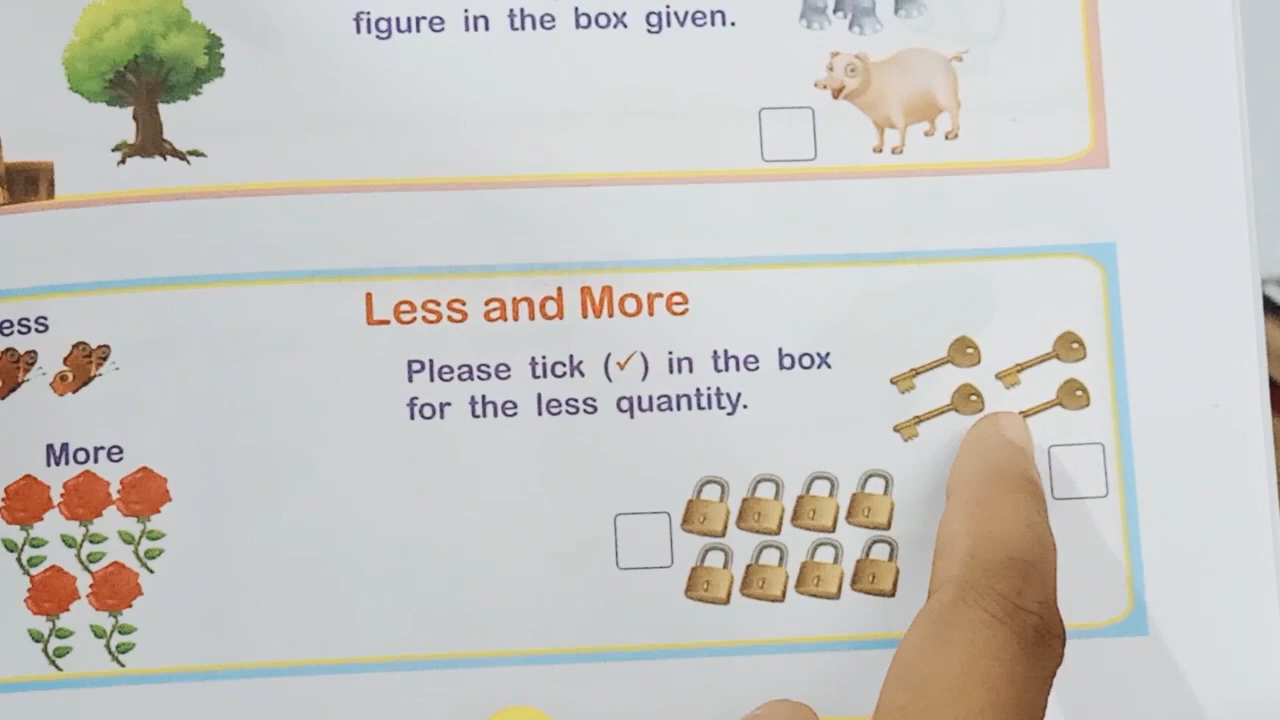 figure in the box given.
Less and More
ess
Please tick (✓) in the box
for the less quantity.
More